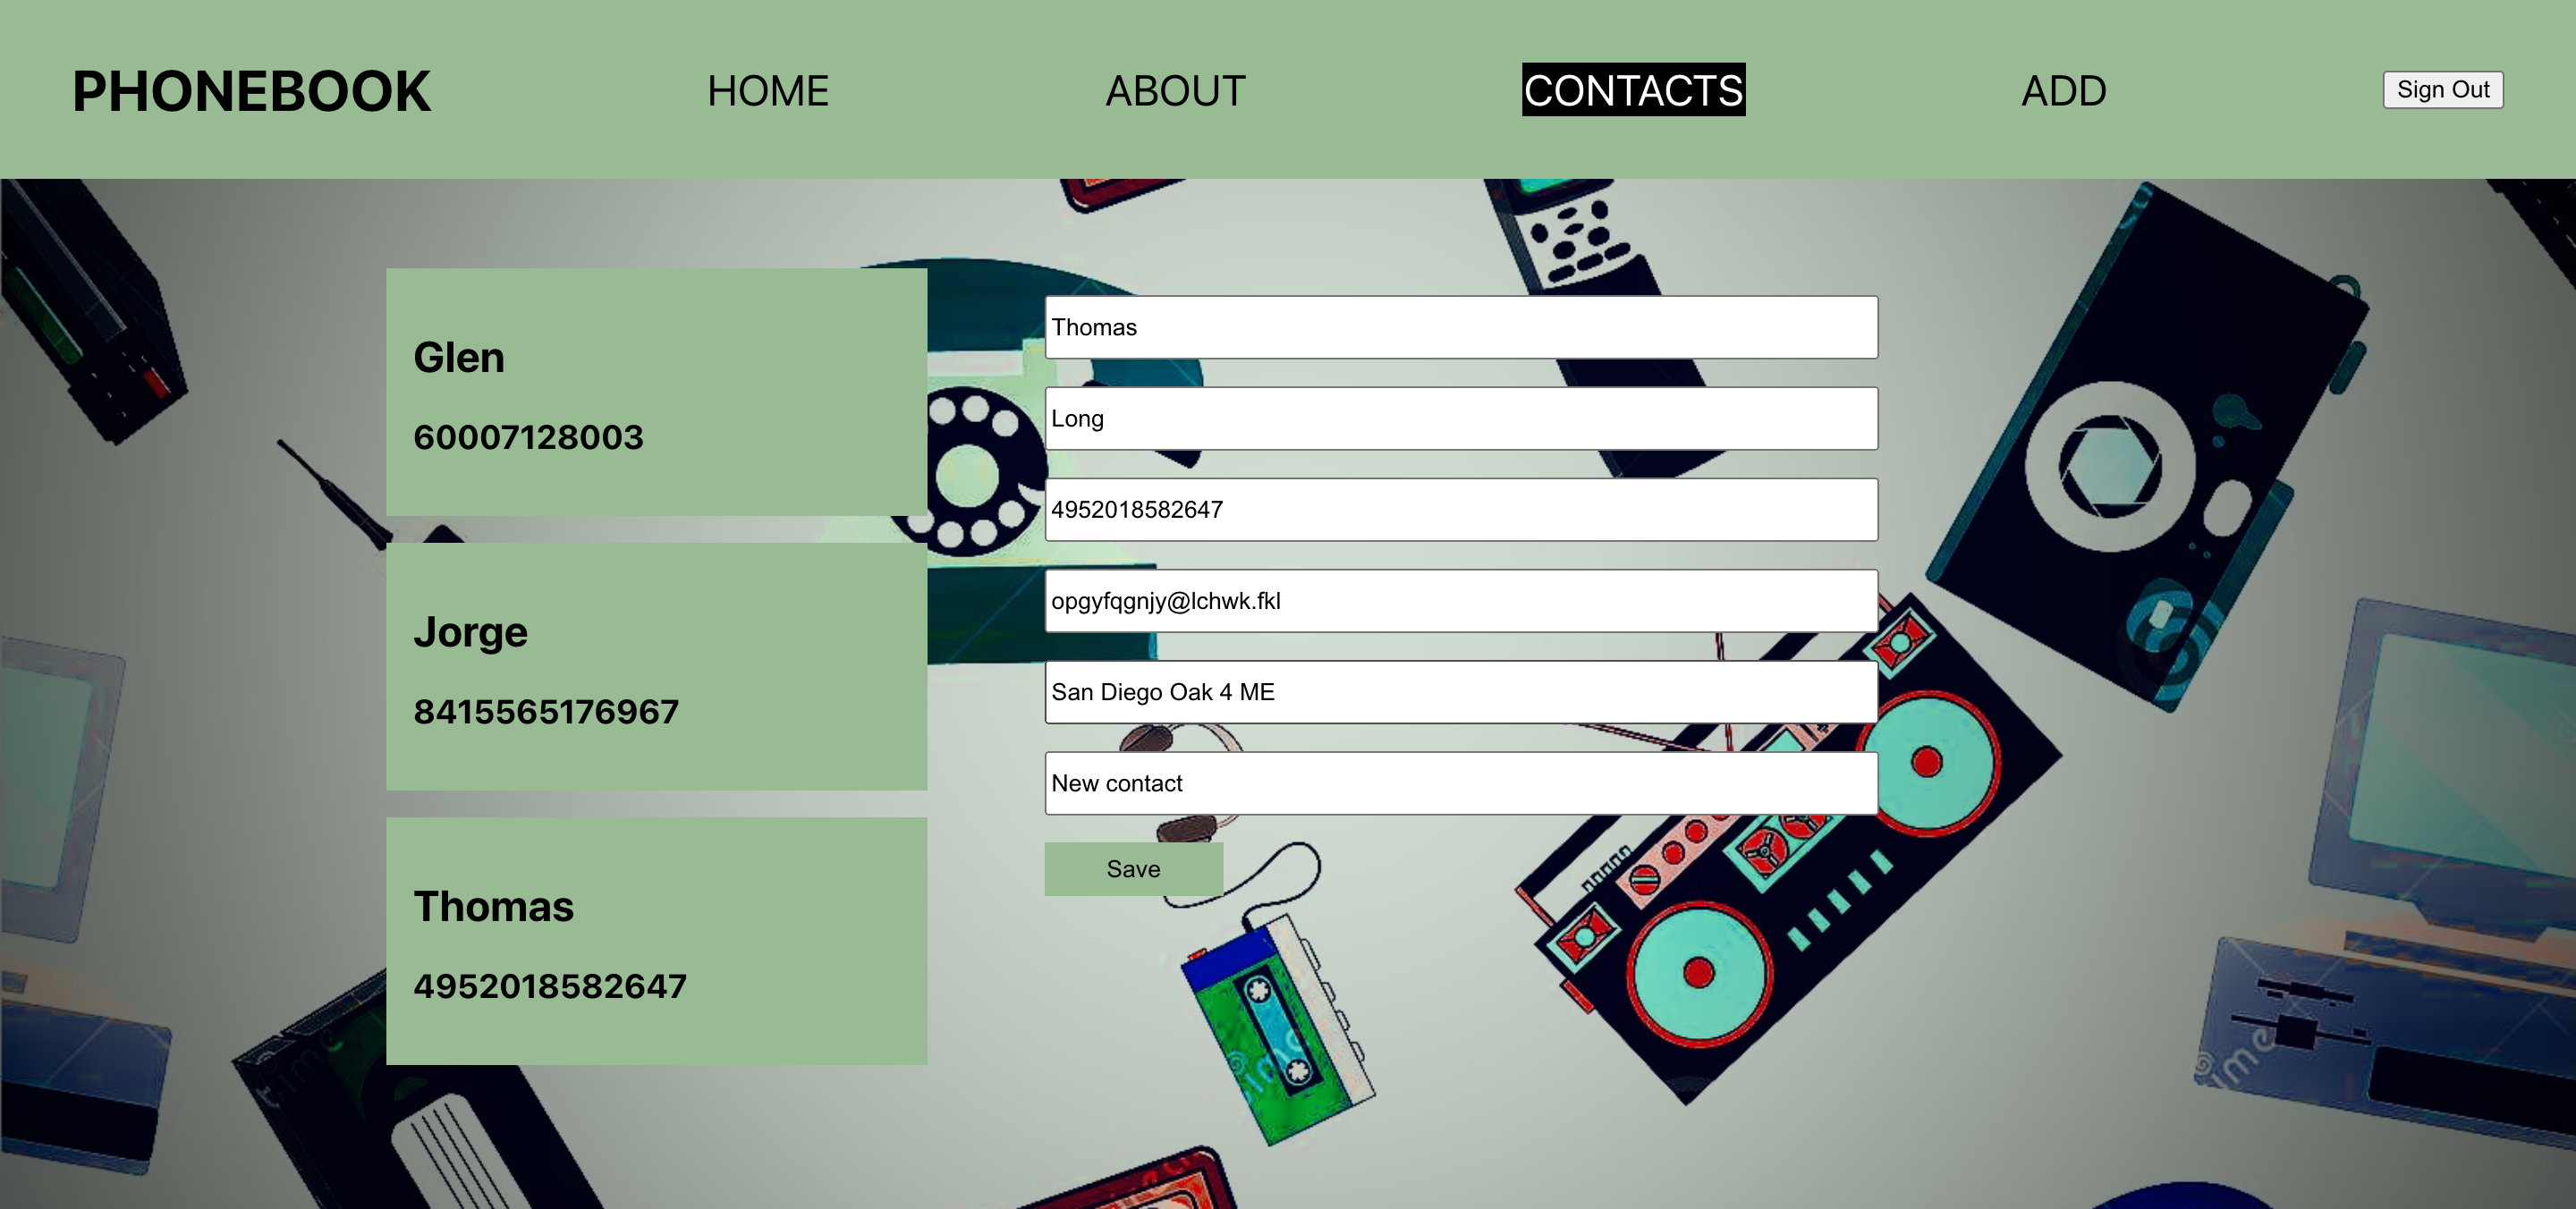 PHONEBOOK HOME ABOUT CONTACTS ADD Sign Out
Glen
60007128003
Jorge
8415565176967
Thomas
4952018582647
Thomas
Long
4952018582647
opgyfqgnjy@lchwk.fkl
San Diego Oak 4 ME
New contact
Save